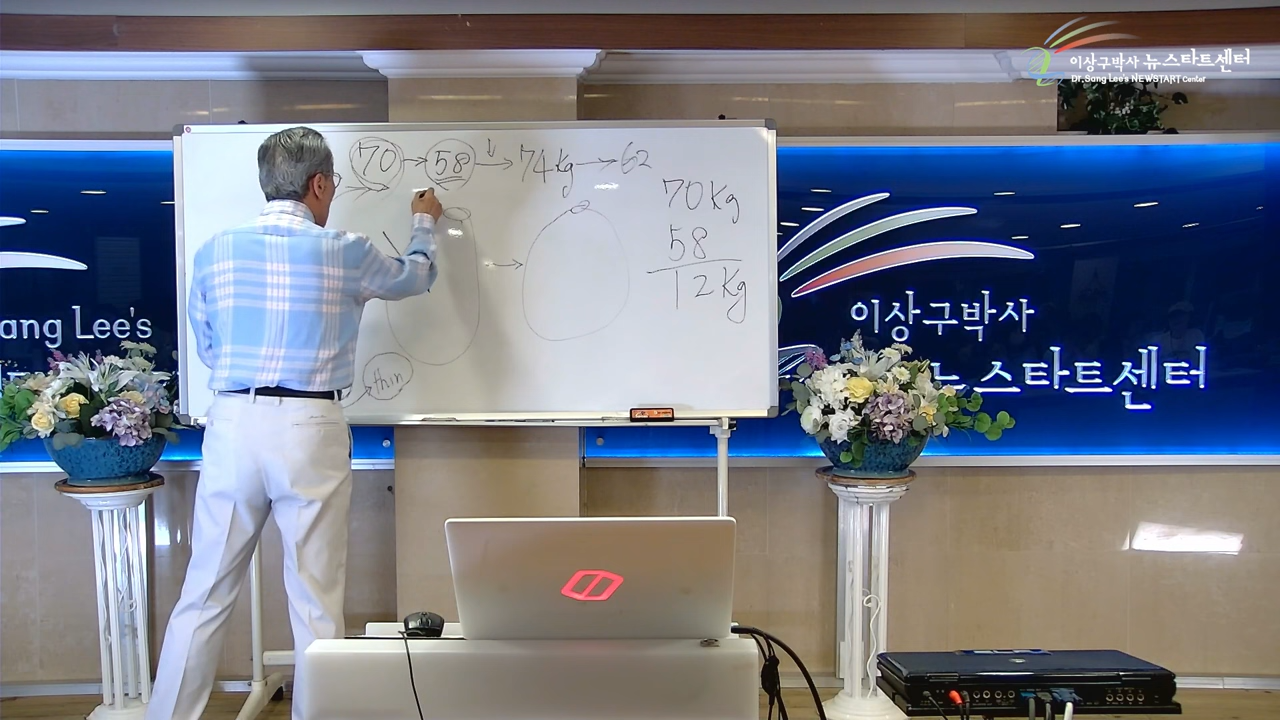 이상구박사 뉴스타트센터
Dr.Sang Lee's NEWSTART Center
70 → 58 → 74kg → 62
70kg
58
12kg
thin
ang Lee's
이상구박사
뉴스타트센터